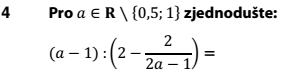 4 Pro a ∈ R \ {0,5; 1} zjednodušte:
(a − 1) : (2 − 2/(2a − 1)) =